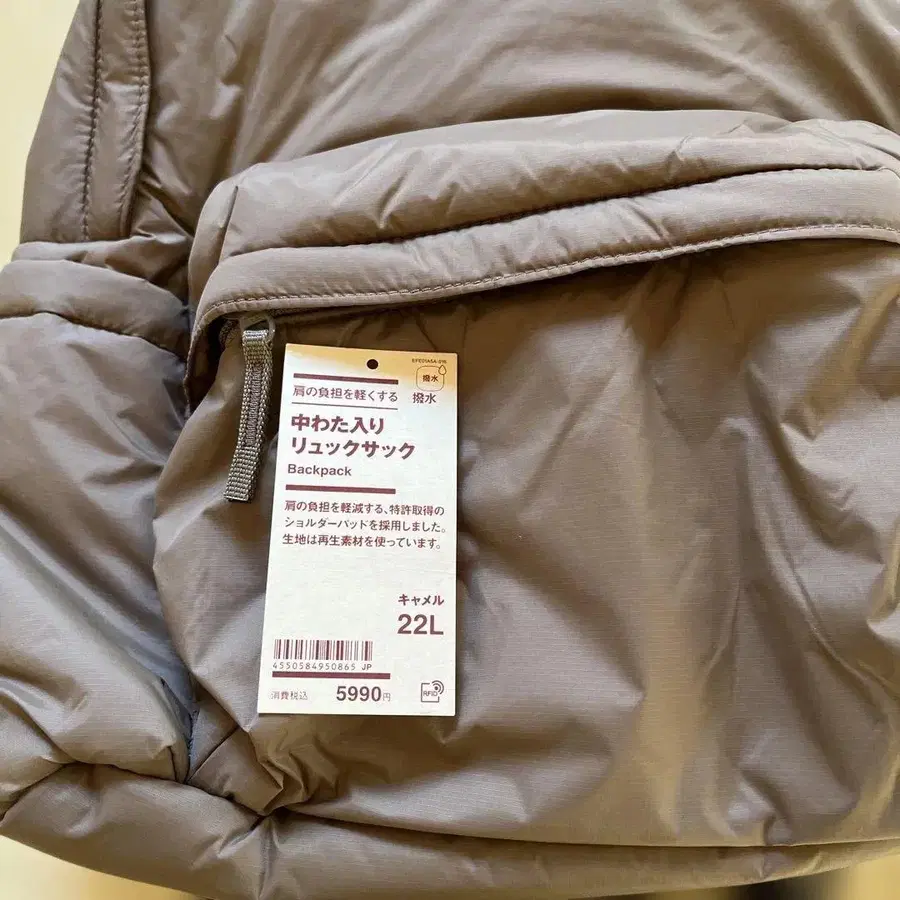 撥水
肩の負担を軽くする
撥水
中わた入り
リュックサック
Backpack
肩の負担を軽減する、特許取得の
ショルダーパッドを採用しました。
生地は再生素材を使っています。
キャメル
22L
4550584950865 JP
消費税込 5990円
RFID